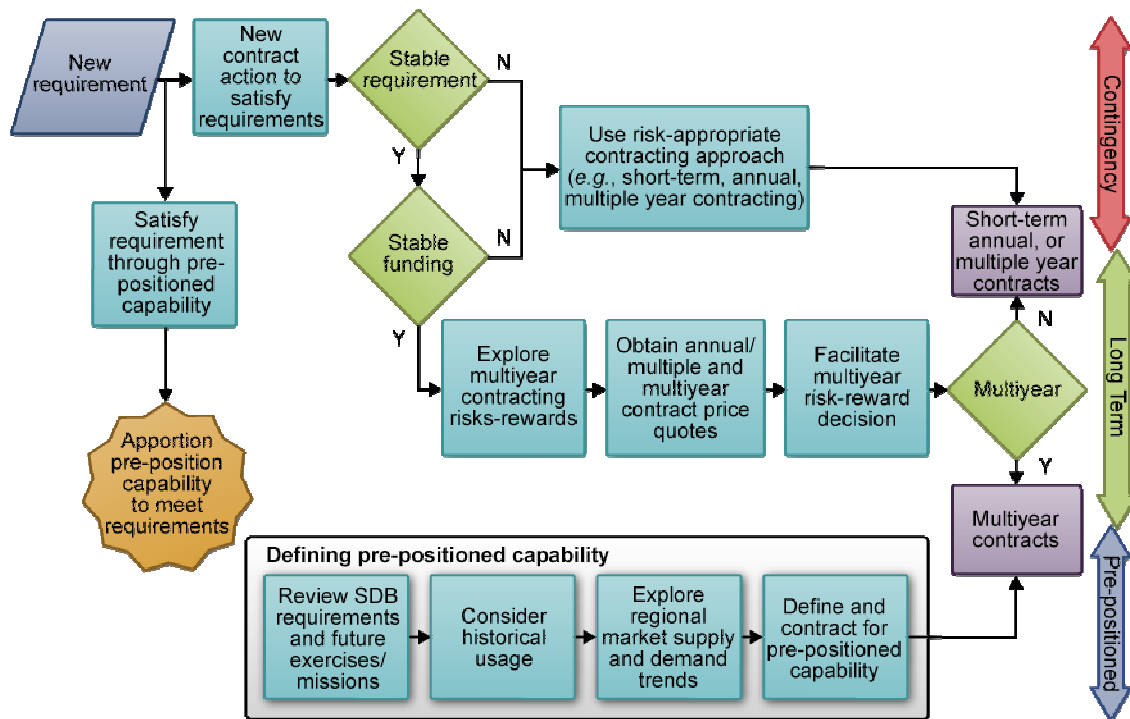 New
requirement
New
contract
action to
satisfy
requirements
Stable
requirement
N
Y
Use risk-appropriate
contracting approach
(e.g., short-term, annual,
multiple year contracting)
Contingency
Satisfy
requirement
through pre-
positioned
capability
Stable
funding
N
Y
Short-term
annual, or
multiple year
contracts
N
Explore
multiyear
contracting
risks-rewards
Obtain annual/
multiple and
multiyear
contract price
quotes
Facilitate
multiyear
risk-reward
decision
Multiyear
Y
Long Term
Apportion
pre-position
capability
to meet
requirements
Multiyear
contracts
Defining pre-positioned capability
Review SDB
requirements
and future
exercises/
missions
Consider
historical
usage
Explore
regional
market supply
and demand
trends
Define and
contract for
pre-positioned
capability
Pre-positioned